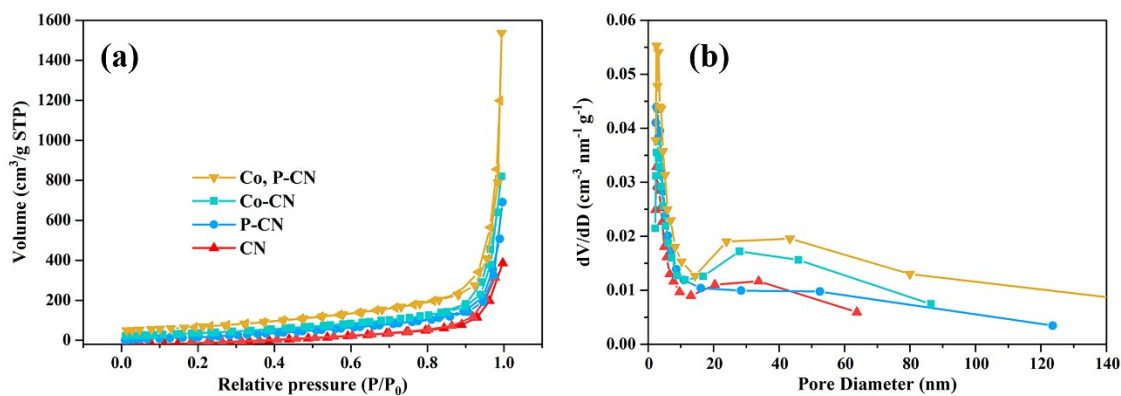 (a)
Volume (cm³/g STP)
1600
1400
1200
1000
800
600
400
200
0
Co, P-CN
Co-CN
P-CN
CN
0.0 0.2 0.4 0.6 0.8 1.0
Relative pressure (P/P₀)
(b)
dV/dD (cm⁻³ nm⁻¹ g⁻¹)
0.06
0.05
0.04
0.03
0.02
0.01
0.00
0 20 40 60 80 100 120 140
Pore Diameter (nm)